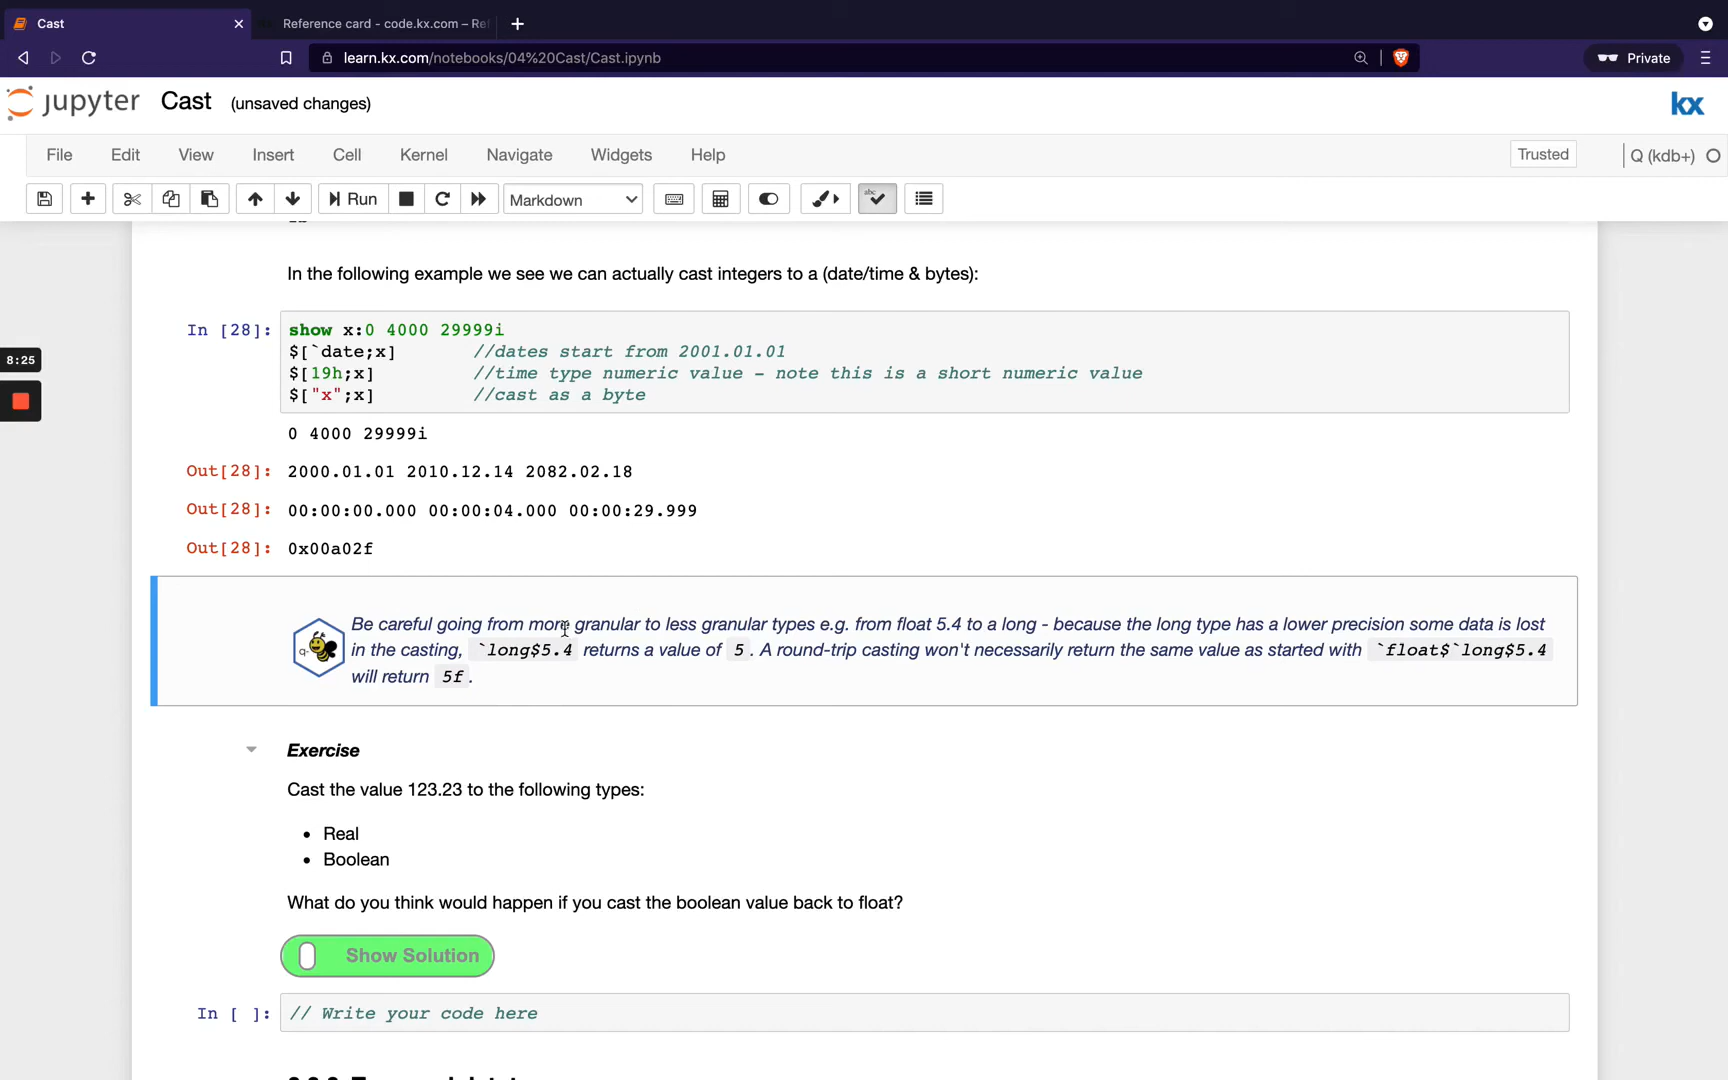 Cast
Reference card - code.kx.com – Re
learn.kx.com/notebooks/04%20Cast/Cast.ipynb
Private
jupyter Cast (unsaved changes)
kx
File Edit View Insert Cell Kernel Navigate Widgets Help
Trusted
Q (kdb+)
Run
Markdown
abc
In the following example we see we can actually cast integers to a (date/time & bytes):
In [28]: show x:0 4000 29999i
$[`date;x] //dates start from 2001.01.01
8:25
$[19h;x] //time type numeric value - note this is a short numeric value
$["x";x] //cast as a byte
0 4000 29999i
Out[28]: 2000.01.01 2010.12.14 2082.02.18
Out[28]: 00:00:00.000 00:00:04.000 00:00:29.999
Out[28]: 0x00a02f
q-
Be careful going from more granular to less granular types e.g. from float 5.4 to a long - because the long type has a lower precision some data is lost
in the casting, `long$5.4 returns a value of 5 . A round-trip casting won't necessarily return the same value as started with `float$`long$5.4
will return 5f .
Exercise
Cast the value 123.23 to the following types:
• Real
• Boolean
What do you think would happen if you cast the boolean value back to float?
Show Solution
In [ ]: // Write your code here